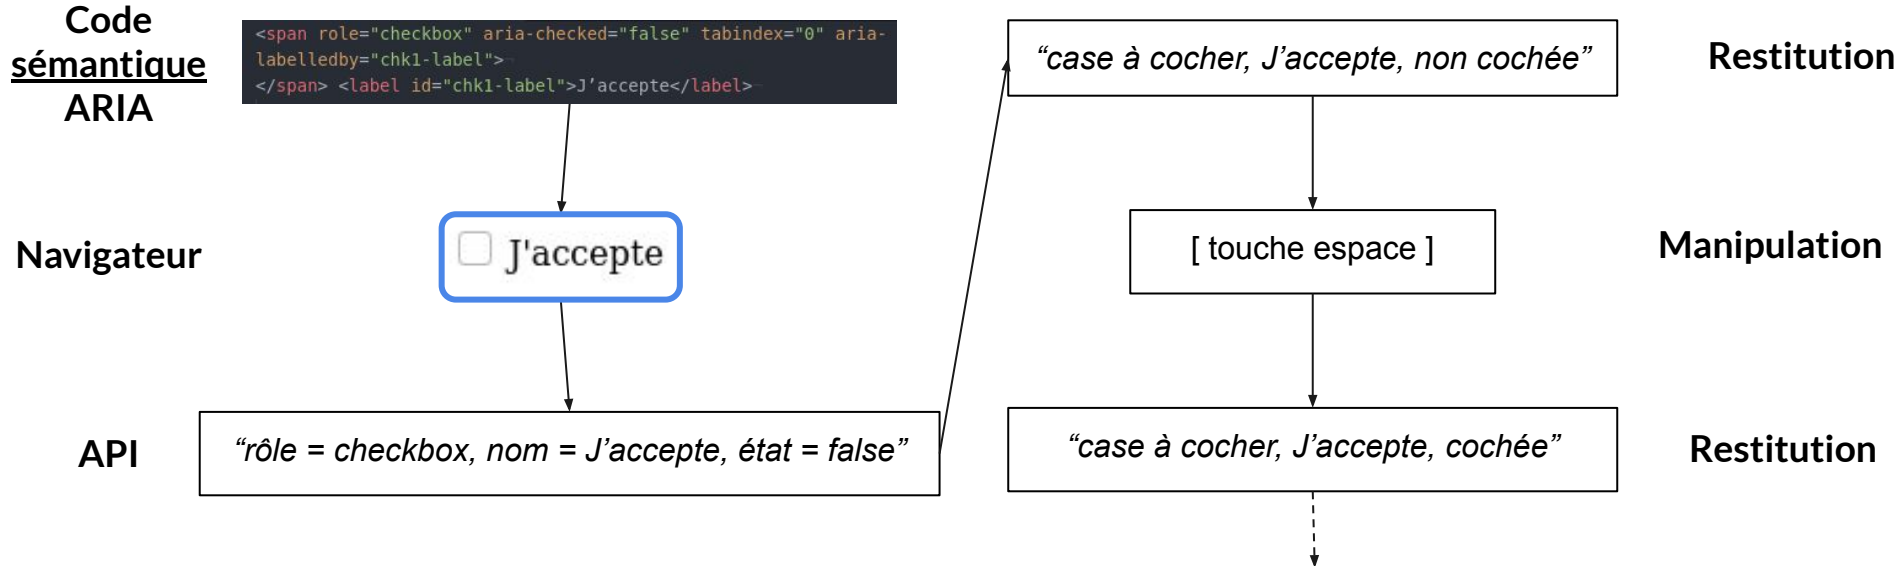 Code
sémantique
ARIA
<span role="checkbox" aria-checked="false" tabindex="0" aria-
labelledby="chk1-label">
</span> <label id="chk1-label">J’accepte</label>
Navigateur
J'accepte
API
“rôle = checkbox, nom = J’accepte, état = false”
“case à cocher, J’accepte, non cochée”
Restitution
[ touche espace ]
Manipulation
“case à cocher, J’accepte, cochée”
Restitution